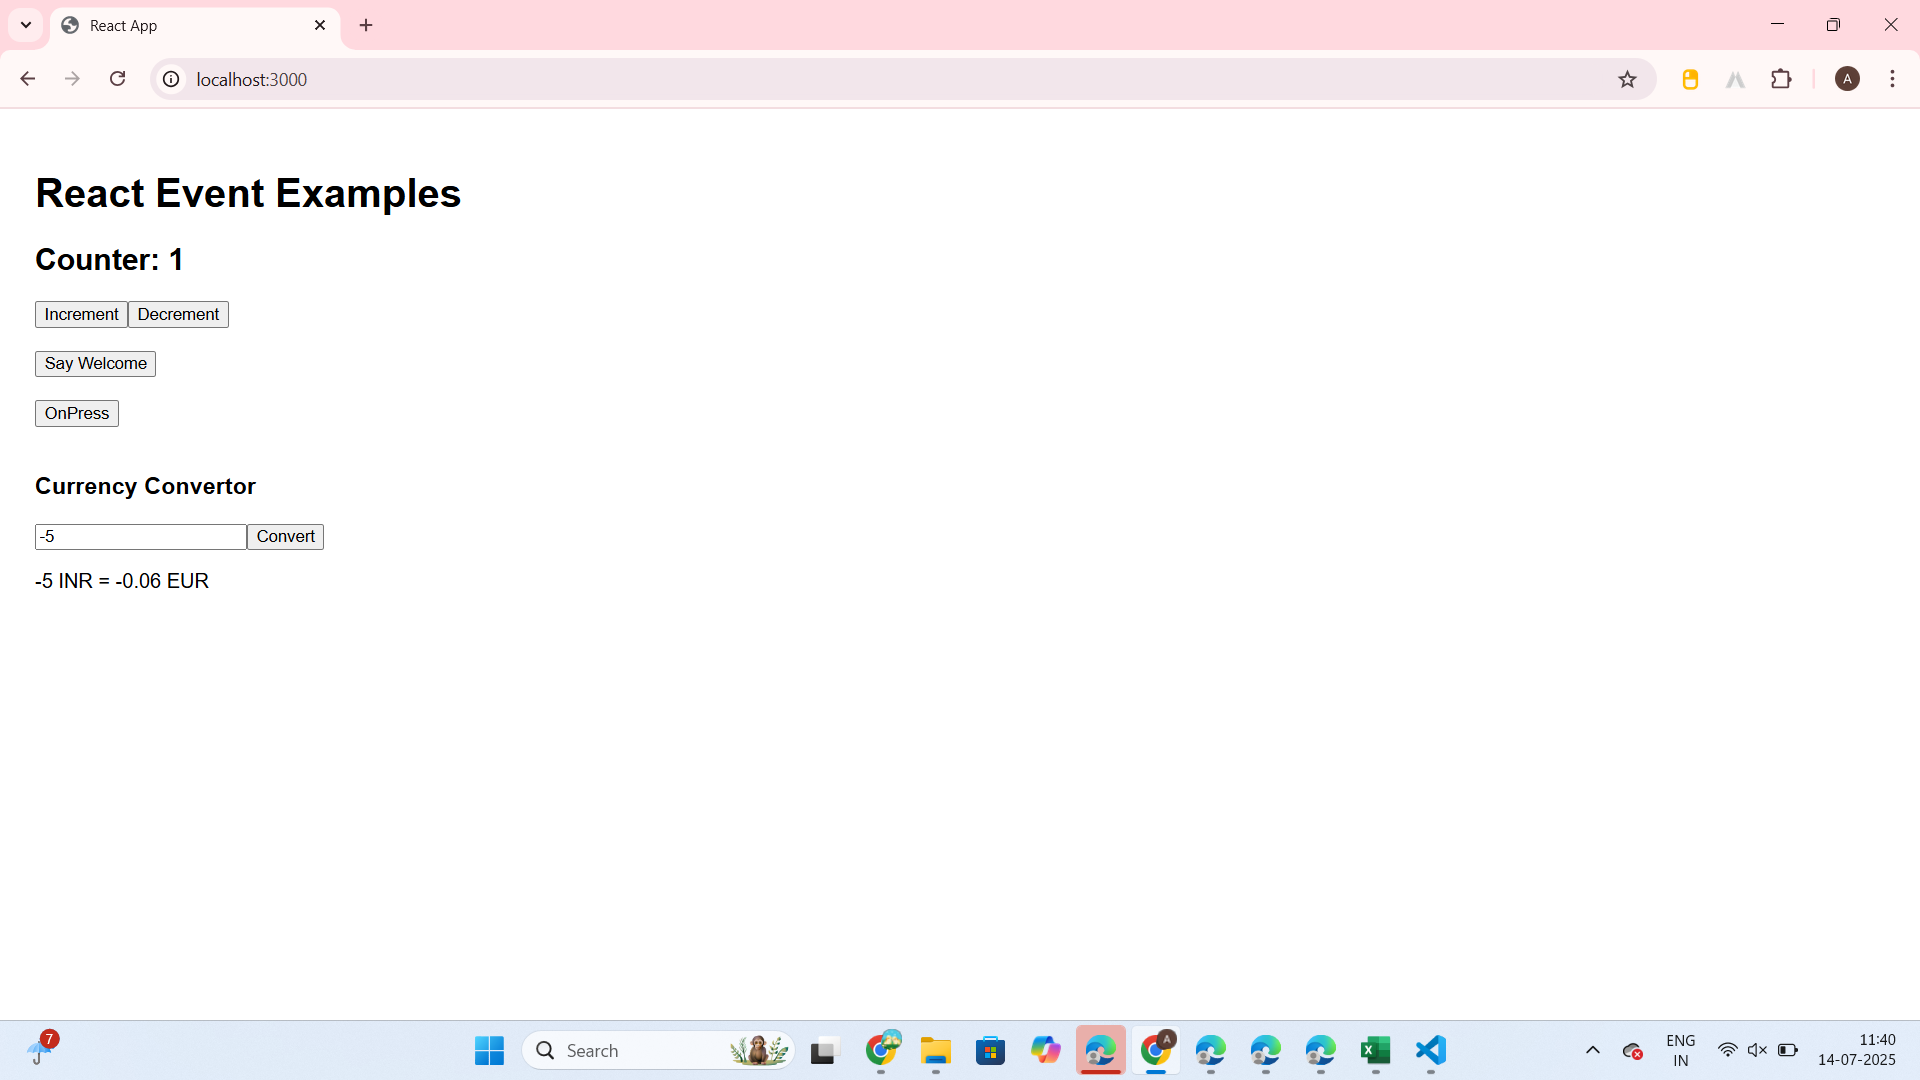 React App
localhost:3000
A
React Event Examples
Counter: 1
Increment Decrement
Say Welcome
OnPress
Currency Convertor
-5 Convert
-5 INR = -0.06 EUR
7
Search
A
ENG
IN
11:40
14-07-2025